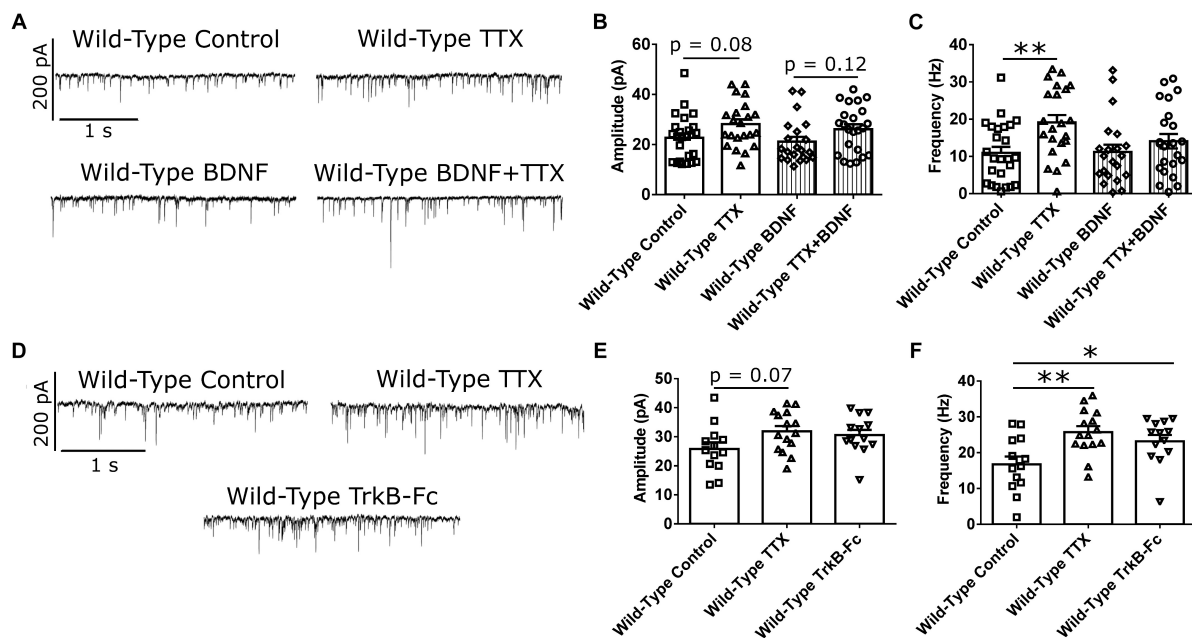 A
Wild-Type Control
Wild-Type TTX
200 pA
1 s
Wild-Type BDNF
Wild-Type BDNF+TTX
B
p = 0.08
p = 0.12
Amplitude (pA)
60
40
20
0
Wild-Type Control
Wild-Type TTX
Wild-Type BDNF
Wild-Type TTX+BDNF
C
**
Frequency (Hz)
40
30
20
10
0
Wild-Type Control
Wild-Type TTX
Wild-Type BDNF
Wild-Type TTX+BDNF
D
Wild-Type Control
Wild-Type TTX
200 pA
1 s
Wild-Type TrkB-Fc
E
p = 0.07
Amplitude (pA)
50
40
30
20
10
0
Wild-Type Control
Wild-Type TTX
Wild-Type TrkB-Fc
F
*
**
Frequency (Hz)
40
30
20
10
0
Wild-Type Control
Wild-Type TTX
Wild-Type TrkB-Fc